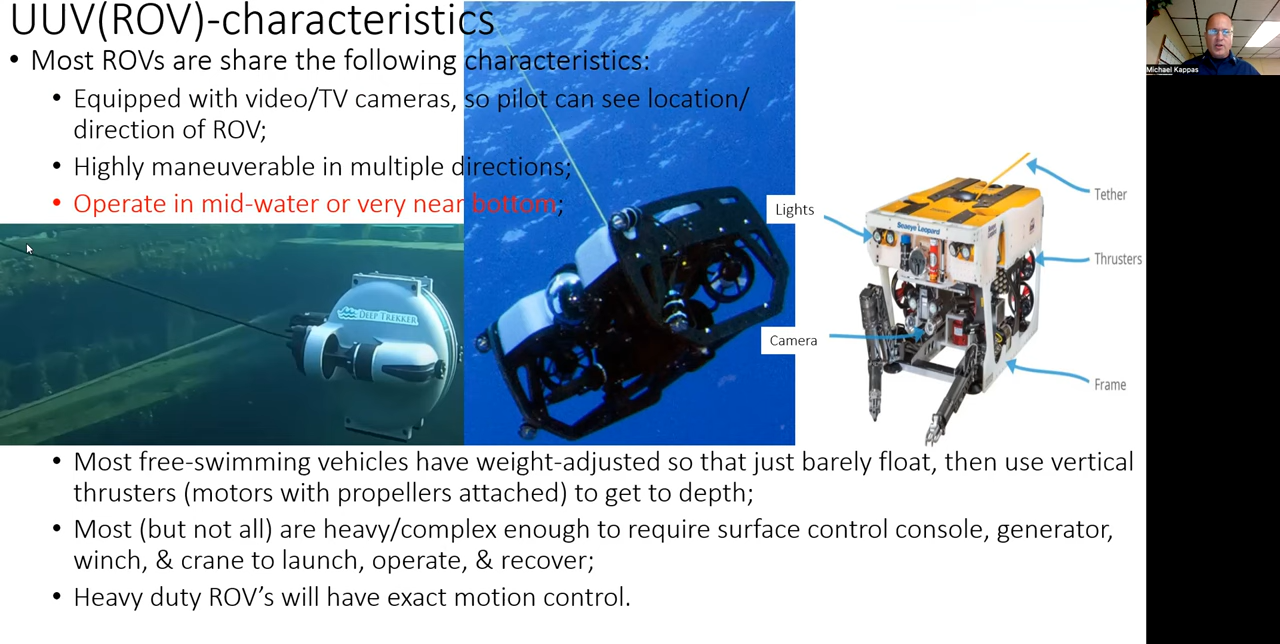 UUV(ROV)-characteristics
• Most ROVs are share the following characteristics:
• Equipped with video/TV cameras, so pilot can see location/
direction of ROV;
• Highly maneuverable in multiple directions;
• Operate in mid-water or very near bottom;
DEEP TREKKER
Lights
Camera
Seaeye Leopard
Tether
Thrusters
Frame
• Most free-swimming vehicles have weight-adjusted so that just barely float, then use vertical
thrusters (motors with propellers attached) to get to depth;
• Most (but not all) are heavy/complex enough to require surface control console, generator,
winch, & crane to launch, operate, & recover;
• Heavy duty ROV’s will have exact motion control.
Michael Kappas